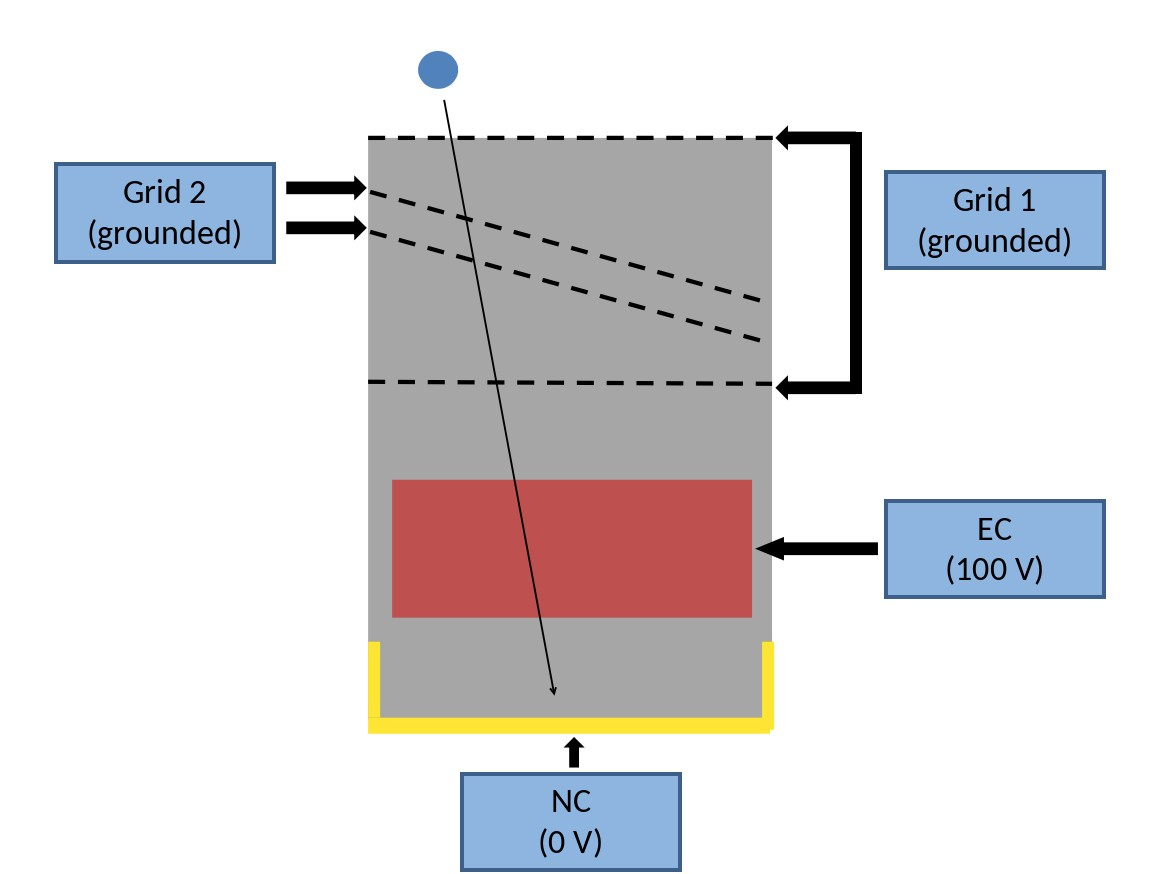 Grid 2
(grounded)
Grid 1
(grounded)
EC
(100 V)
NC
(0 V)